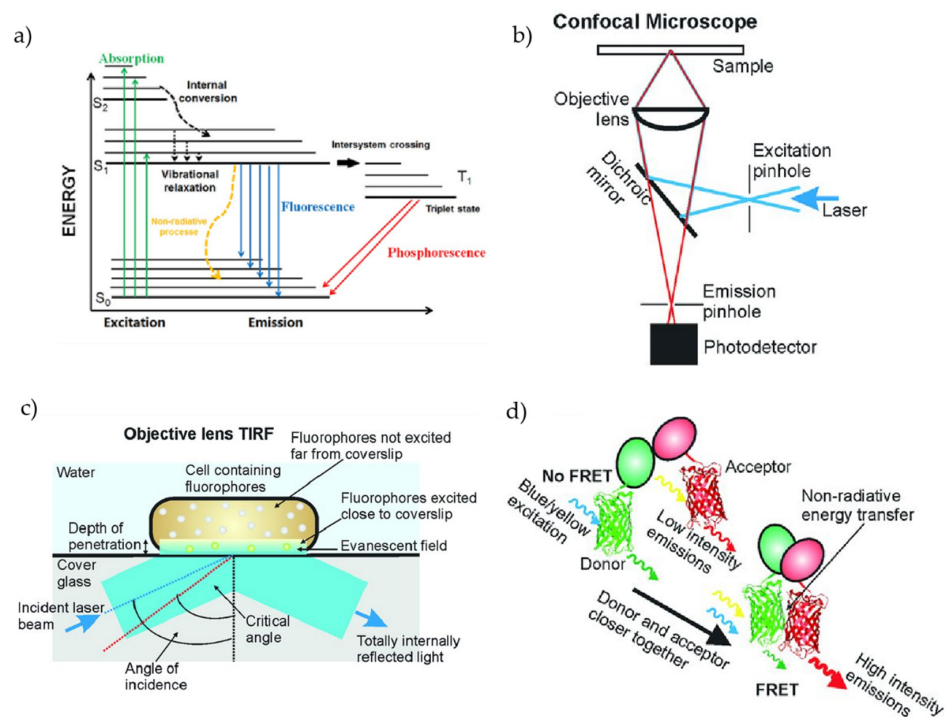 a)
Absorption
Internal
conversion
S2
Intersystem crossing
S1
T1
Vibrational
relaxation
Triplet state
ENERGY
Fluorescence
Non-radiative
processe
Phosphorescence
S0
Excitation
Emission
b)
Confocal Microscope
Sample
Objective
lens
Excitation
pinhole
Dichroic
mirror
Laser
Emission
pinhole
Photodetector
c)
Objective lens TIRF
Water
Cell containing
fluorophores
Fluorophores not excited
far from coverslip
Fluorophores excited
close to coverslip
Depth of
penetration
Evanescent field
Cover
glass
Incident laser
beam
Critical
angle
Angle of
incidence
Totally internally
reflected light
d)
No FRET
Acceptor
Blue/yellow
excitation
Low intensity
emissions
Non-radiative
energy transfer
Donor
Donor and acceptor
closer together
FRET
High intensity
emissions